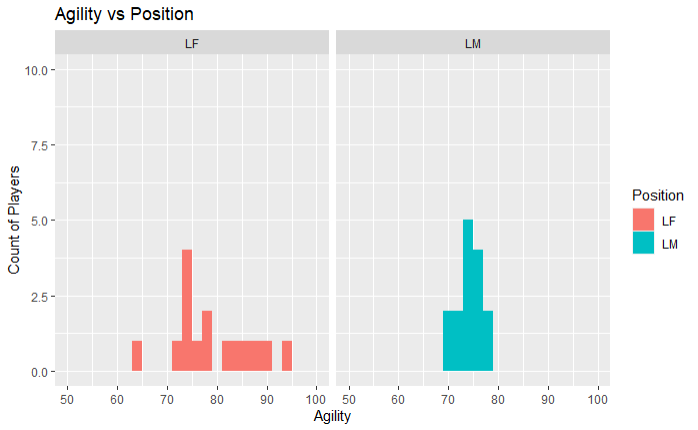 Agility vs Position
LF
LM
10.0
7.5
5.0
2.5
0.0
Count of Players
50 60 70 80 90 100
50 60 70 80 90 100
Agility
Position
LF
LM